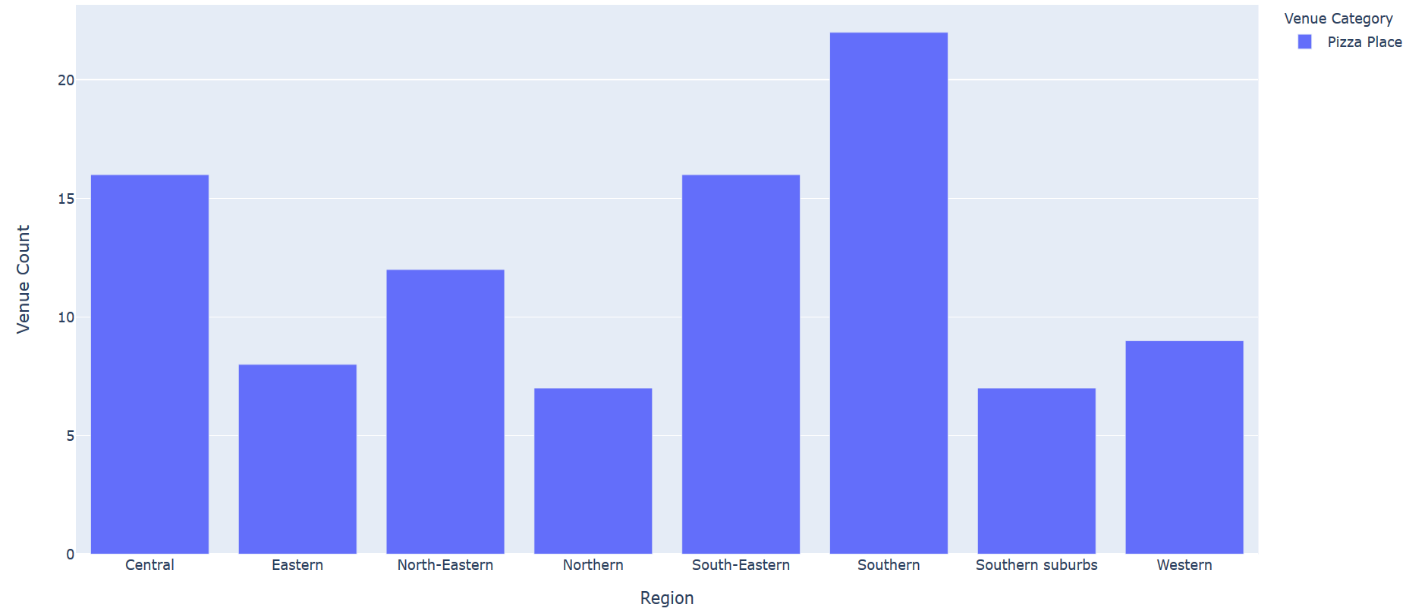 Venue Category
Pizza Place
Venue Count
20
15
10
5
0
Central Eastern North-Eastern Northern South-Eastern Southern Southern suburbs Western
Region